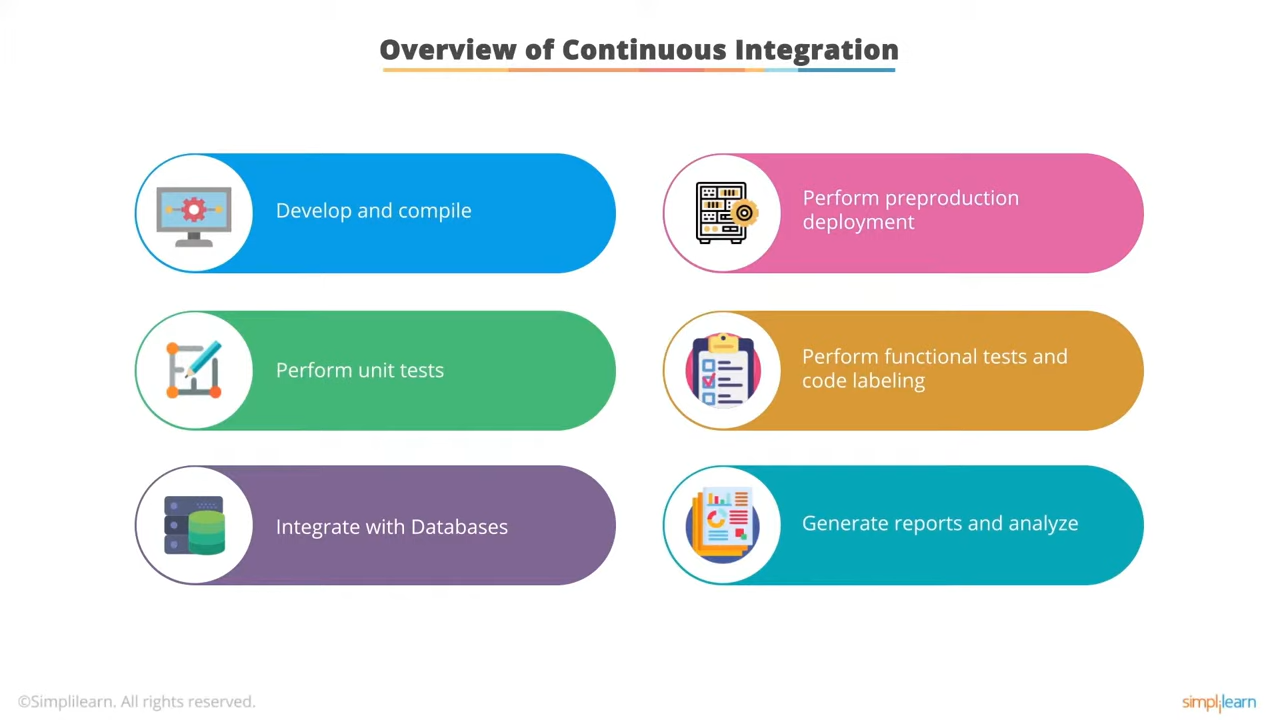 Overview of Continuous Integration
Develop and compile
Perform preproduction
deployment
Perform unit tests
Perform functional tests and
code labeling
Integrate with Databases
Generate reports and analyze
©Simplilearn. All rights reserved.
simplilearn